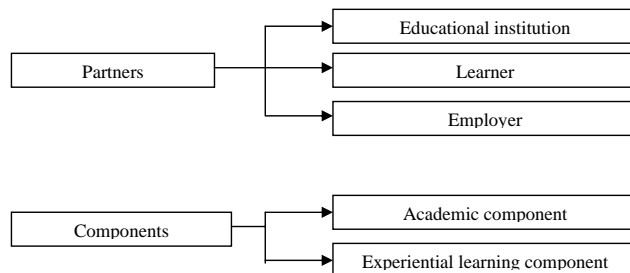 Educational institution
Partners
Learner
Employer
Academic component
Components
Experiential learning component